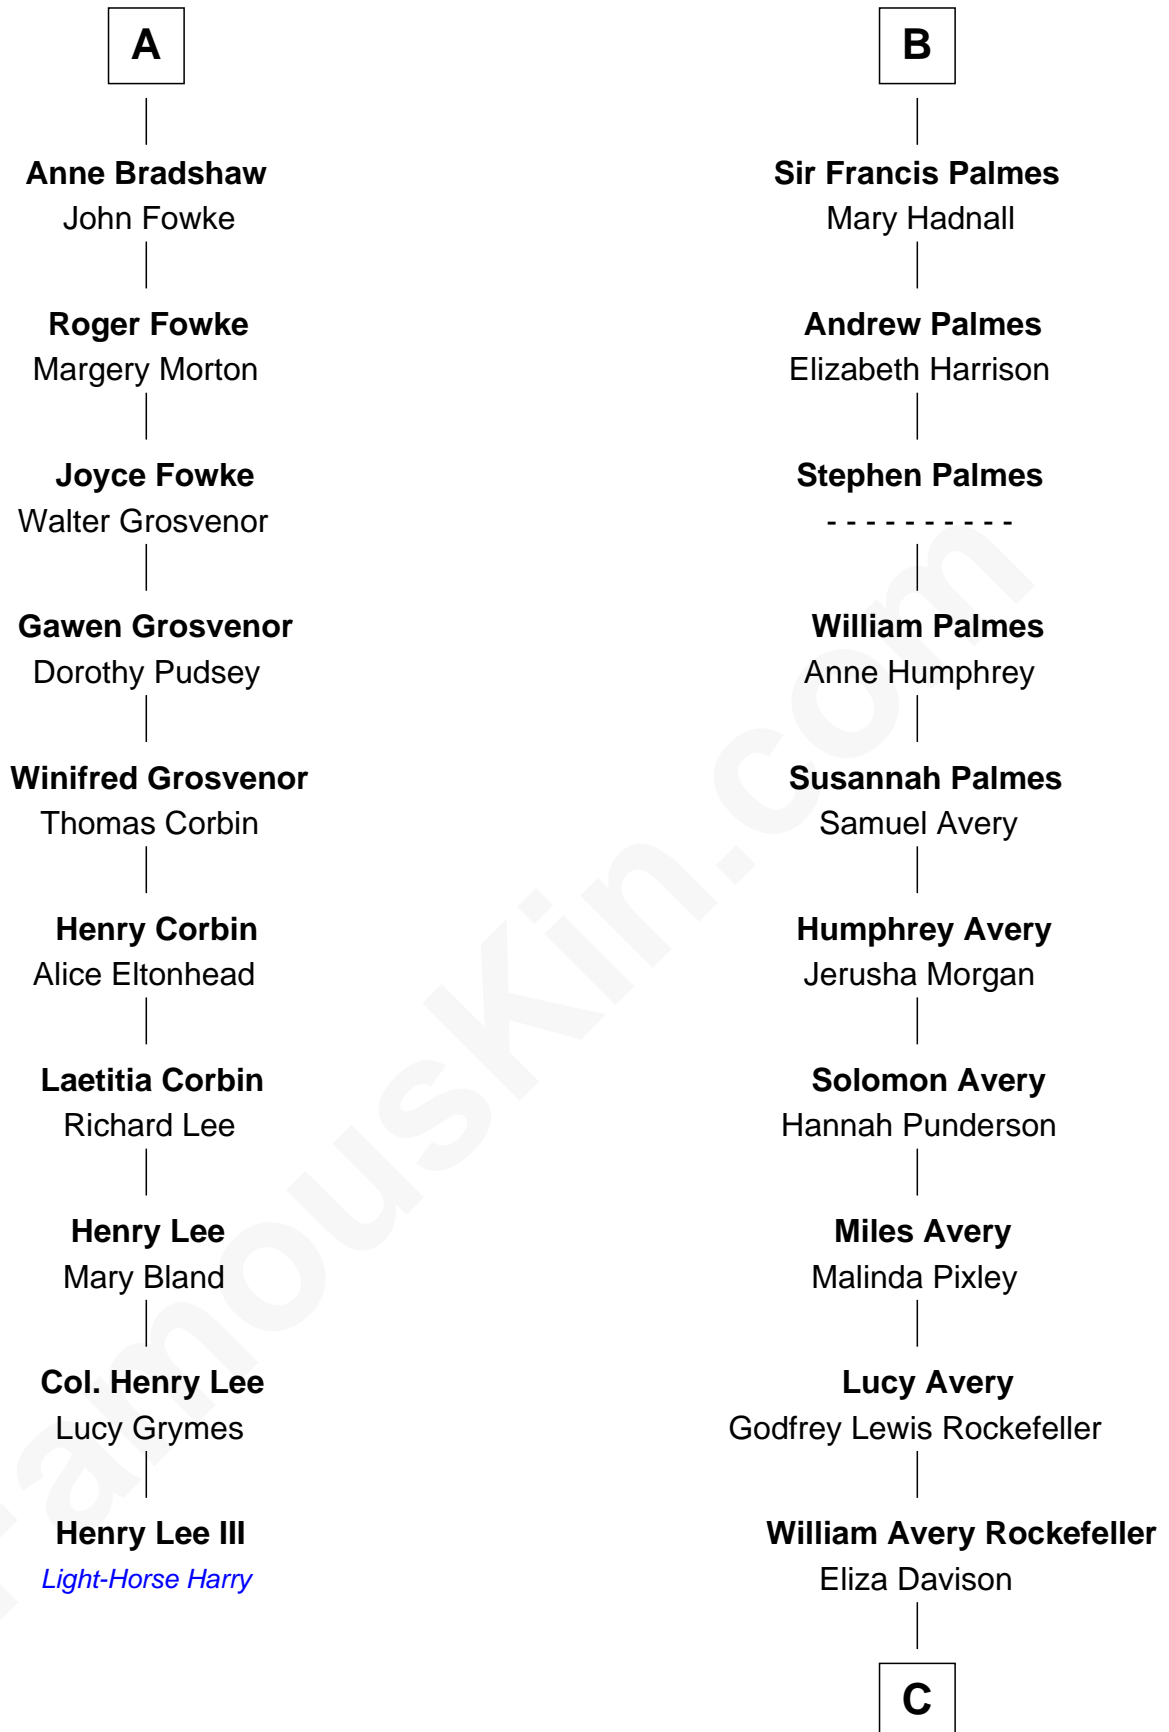 A
Anne Bradshaw
John Fowke
Roger Fowke
Margery Morton
Joyce Fowke
Walter Grosvenor
Gawen Grosvenor
Dorothy Pudsey
Winifred Grosvenor
Thomas Corbin
Henry Corbin
Alice Eltonhead
Laetitia Corbin
Richard Lee
Henry Lee
Mary Bland
Col. Henry Lee
Lucy Grymes
Henry Lee III
Light-Horse Harry
B
Sir Francis Palmes
Mary Hadnall
Andrew Palmes
Elizabeth Harrison
Stephen Palmes
- - - - - - - - - -
William Palmes
Anne Humphrey
Susannah Palmes
Samuel Avery
Humphrey Avery
Jerusha Morgan
Solomon Avery
Hannah Punderson
Miles Avery
Malinda Pixley
Lucy Avery
Godfrey Lewis Rockefeller
William Avery Rockefeller
Eliza Davison
C
FamousKin.com